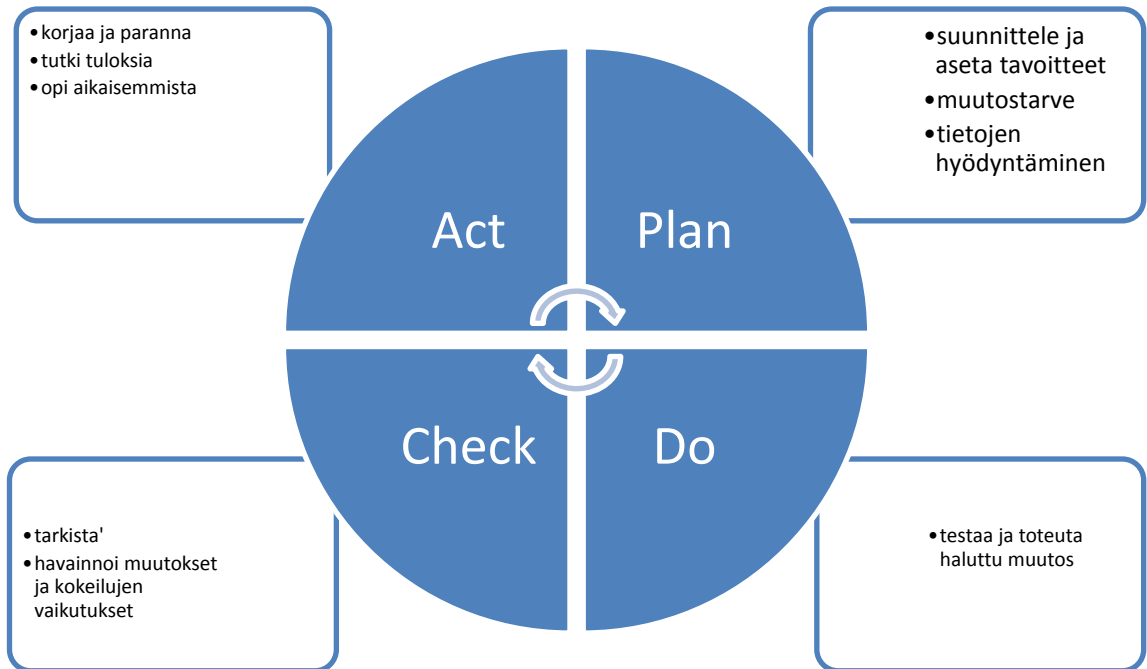 •korjaa ja paranna
•tutki tuloksia
•opi aikaisemmista
•suunnittele ja
aseta tavoitteet
•muutostarve
•tietojen
hyödyntäminen
Act
Plan
Check
Do
•tarkista'
•havainnoi muutokset
ja kokeilujen
vaikutukset
•testaa ja toteuta
haluttu muutos